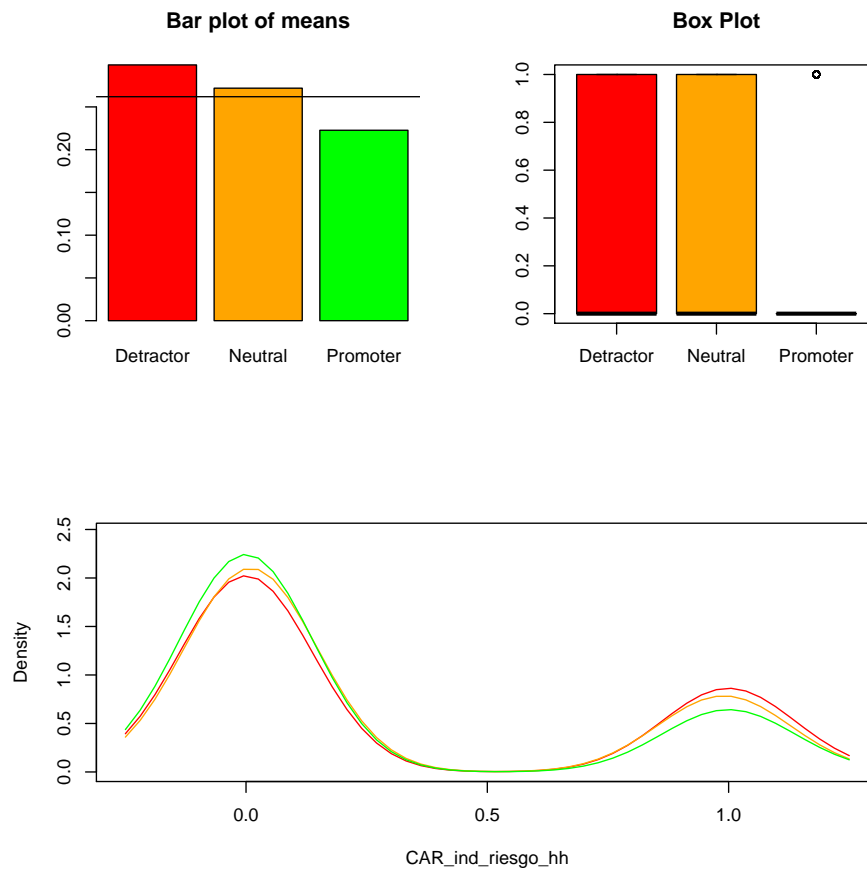 Bar plot of means
0.00 0.10 0.20
Detractor Neutral Promoter
Box Plot
0.0 0.2 0.4 0.6 0.8 1.0
Detractor Neutral Promoter
Density
0.0 0.5 1.0 1.5 2.0 2.5
0.0 0.5 1.0
CAR_ind_riesgo_hh